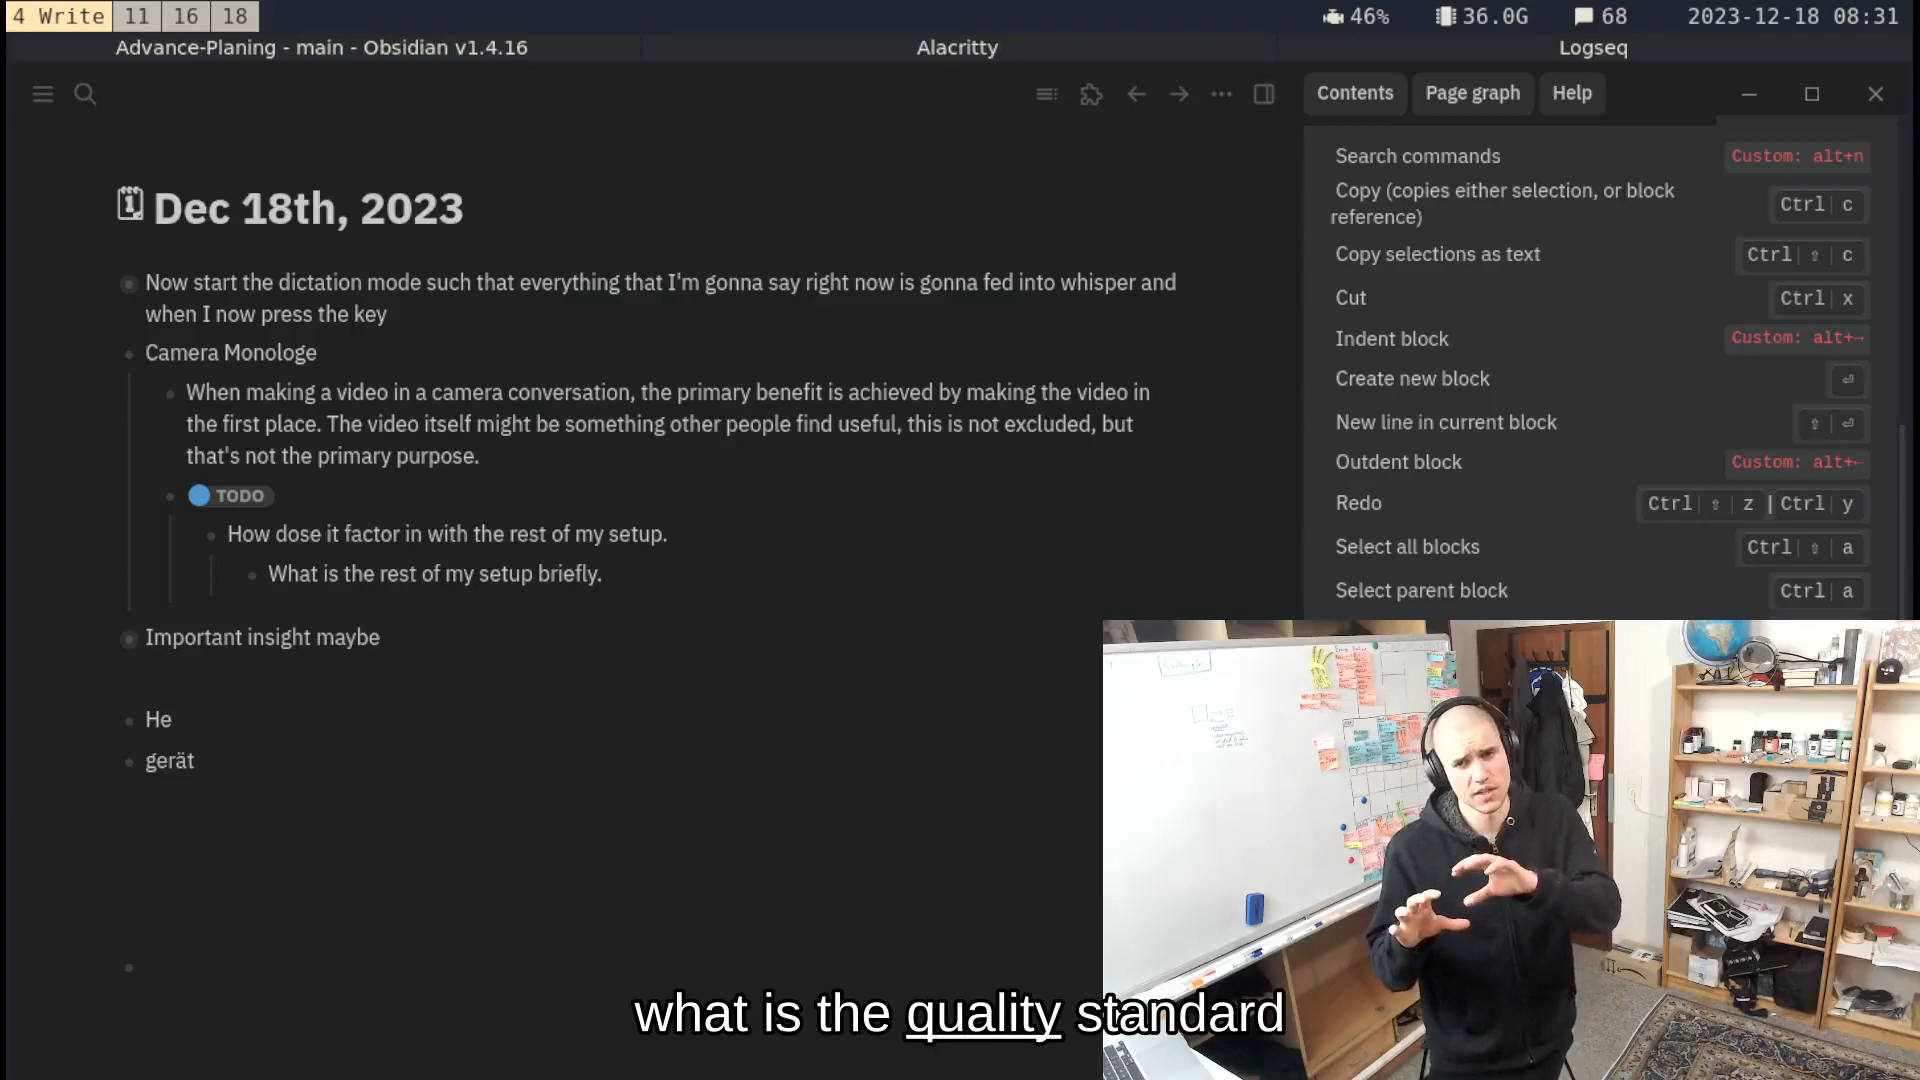 4 Write 11 16 18
46% 36.0G 68 2023-12-18 08:31
Advance-Planing - main - Obsidian v1.4.16
Alacritty
Logseq
Contents Page graph Help
Dec 18th, 2023
Now start the dictation mode such that everything that I'm gonna say right now is gonna fed into whisper and
when I now press the key
Camera Monologe
When making a video in a camera conversation, the primary benefit is achieved by making the video in
the first place. The video itself might be something other people find useful, this is not excluded, but
that's not the primary purpose.
TODO
How dose it factor in with the rest of my setup.
What is the rest of my setup briefly.
Important insight maybe
He
gerät
Search commands Custom: alt+n
Copy (copies either selection, or block
reference) Ctrl c
Copy selections as text Ctrl ⇧ c
Cut Ctrl x
Indent block Custom: alt+→
Create new block ⏎
New line in current block ⇧ ⏎
Outdent block Custom: alt+←
Redo Ctrl ⇧ z | Ctrl y
Select all blocks Ctrl ⇧ a
Select parent block Ctrl a
what is the quality standard